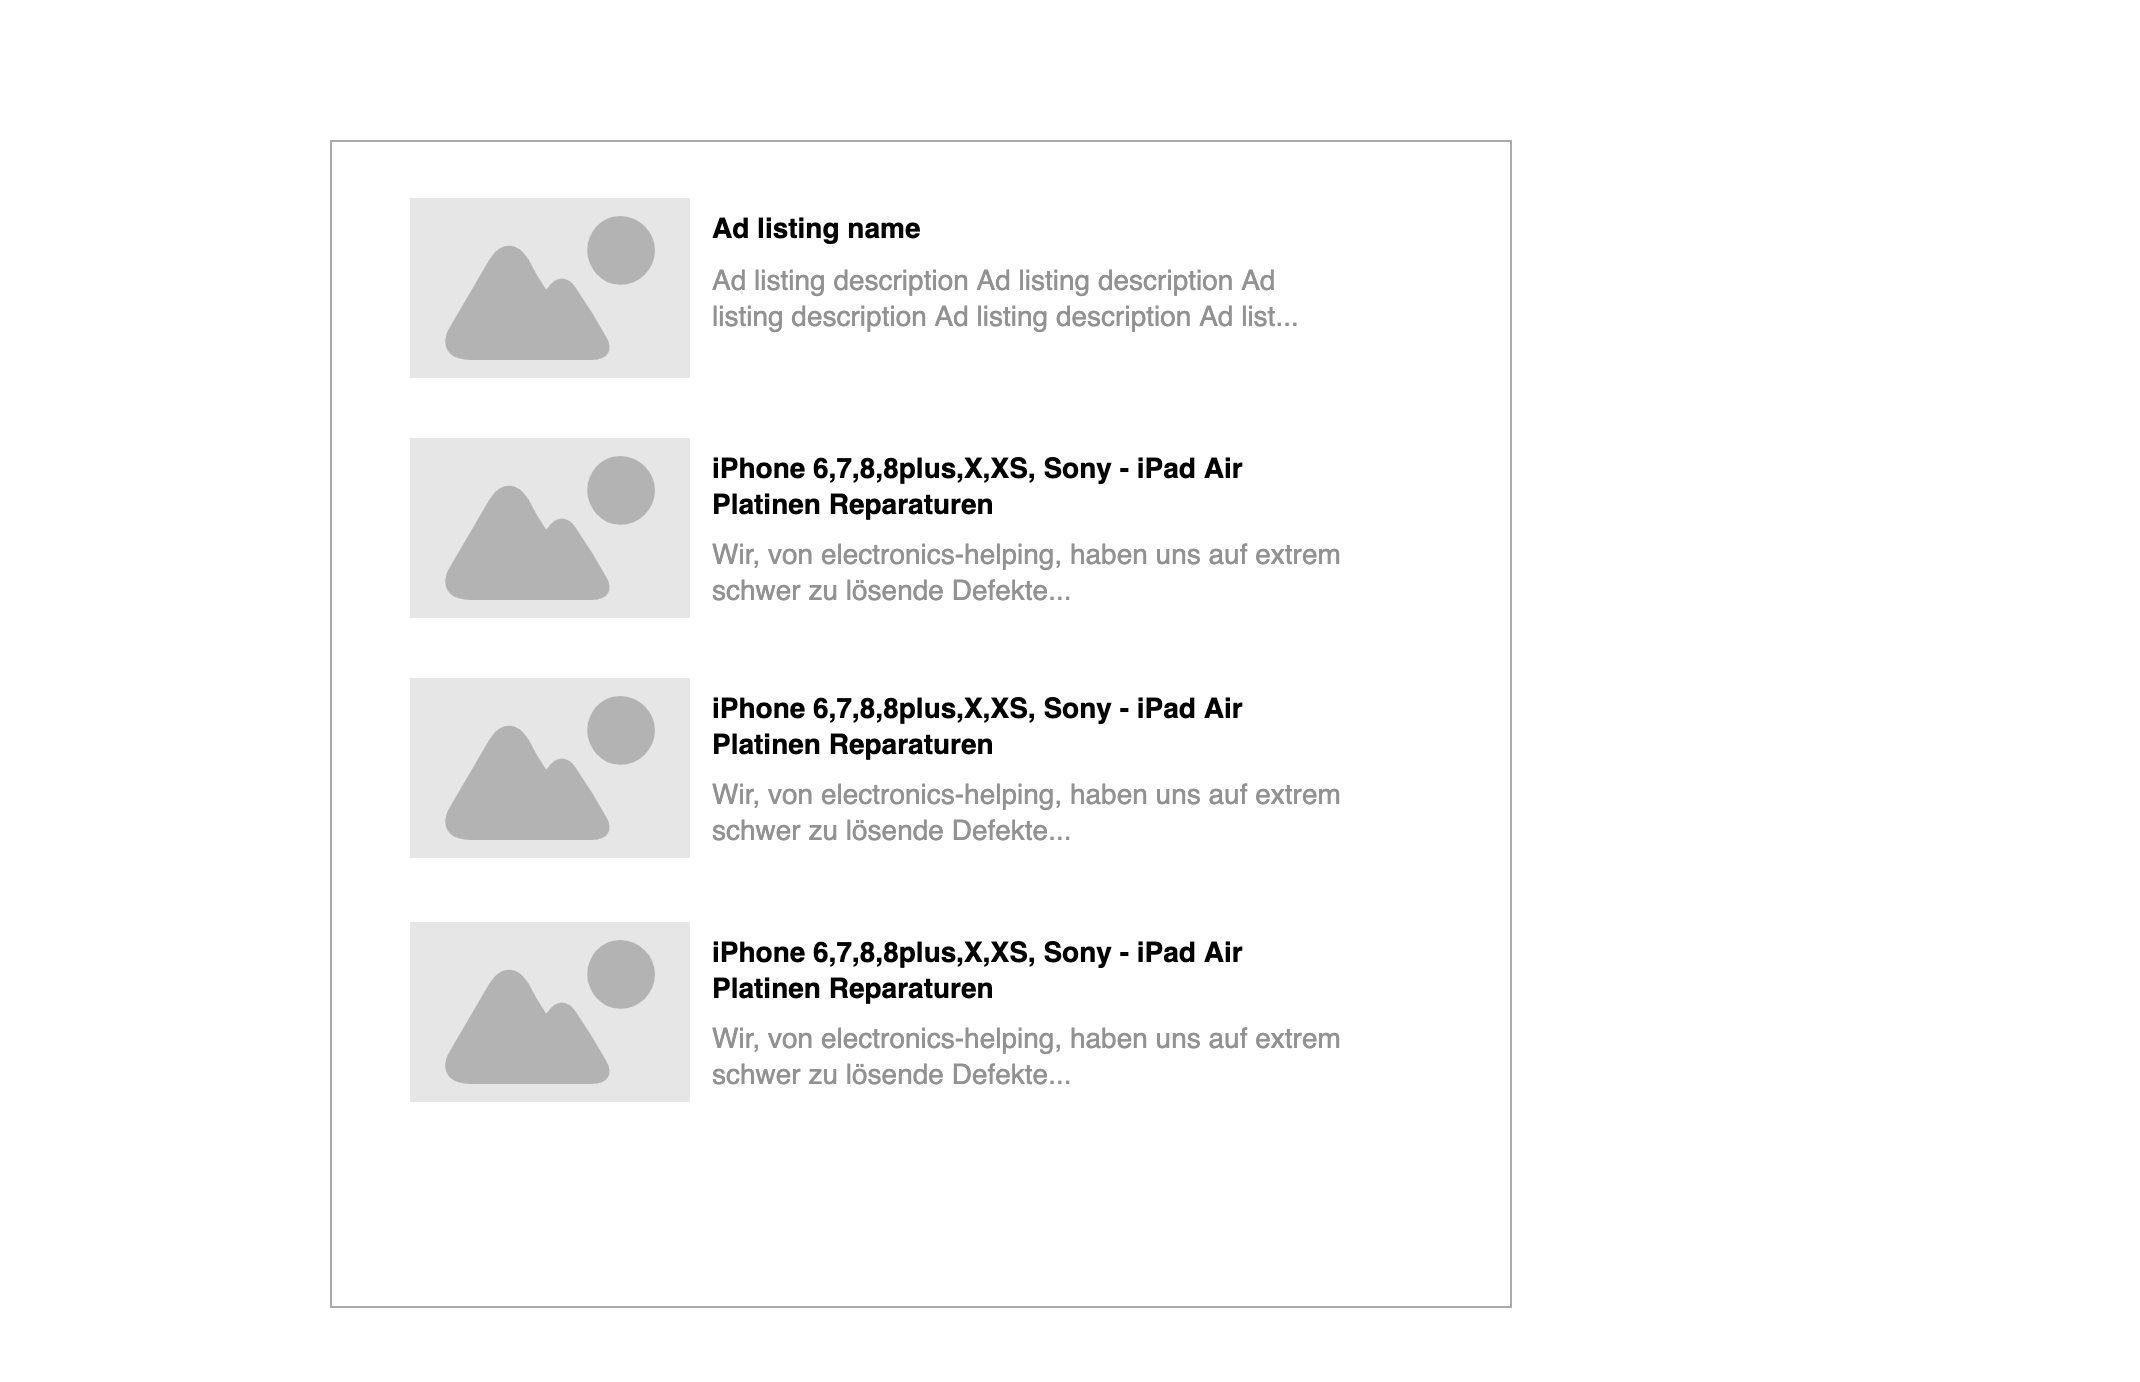 Ad listing name
Ad listing description Ad listing description Ad
listing description Ad listing description Ad list...
iPhone 6,7,8,8plus,X,XS, Sony - iPad Air
Platinen Reparaturen
Wir, von electronics-helping, haben uns auf extrem
schwer zu lösende Defekte...
iPhone 6,7,8,8plus,X,XS, Sony - iPad Air
Platinen Reparaturen
Wir, von electronics-helping, haben uns auf extrem
schwer zu lösende Defekte...
iPhone 6,7,8,8plus,X,XS, Sony - iPad Air
Platinen Reparaturen
Wir, von electronics-helping, haben uns auf extrem
schwer zu lösende Defekte...